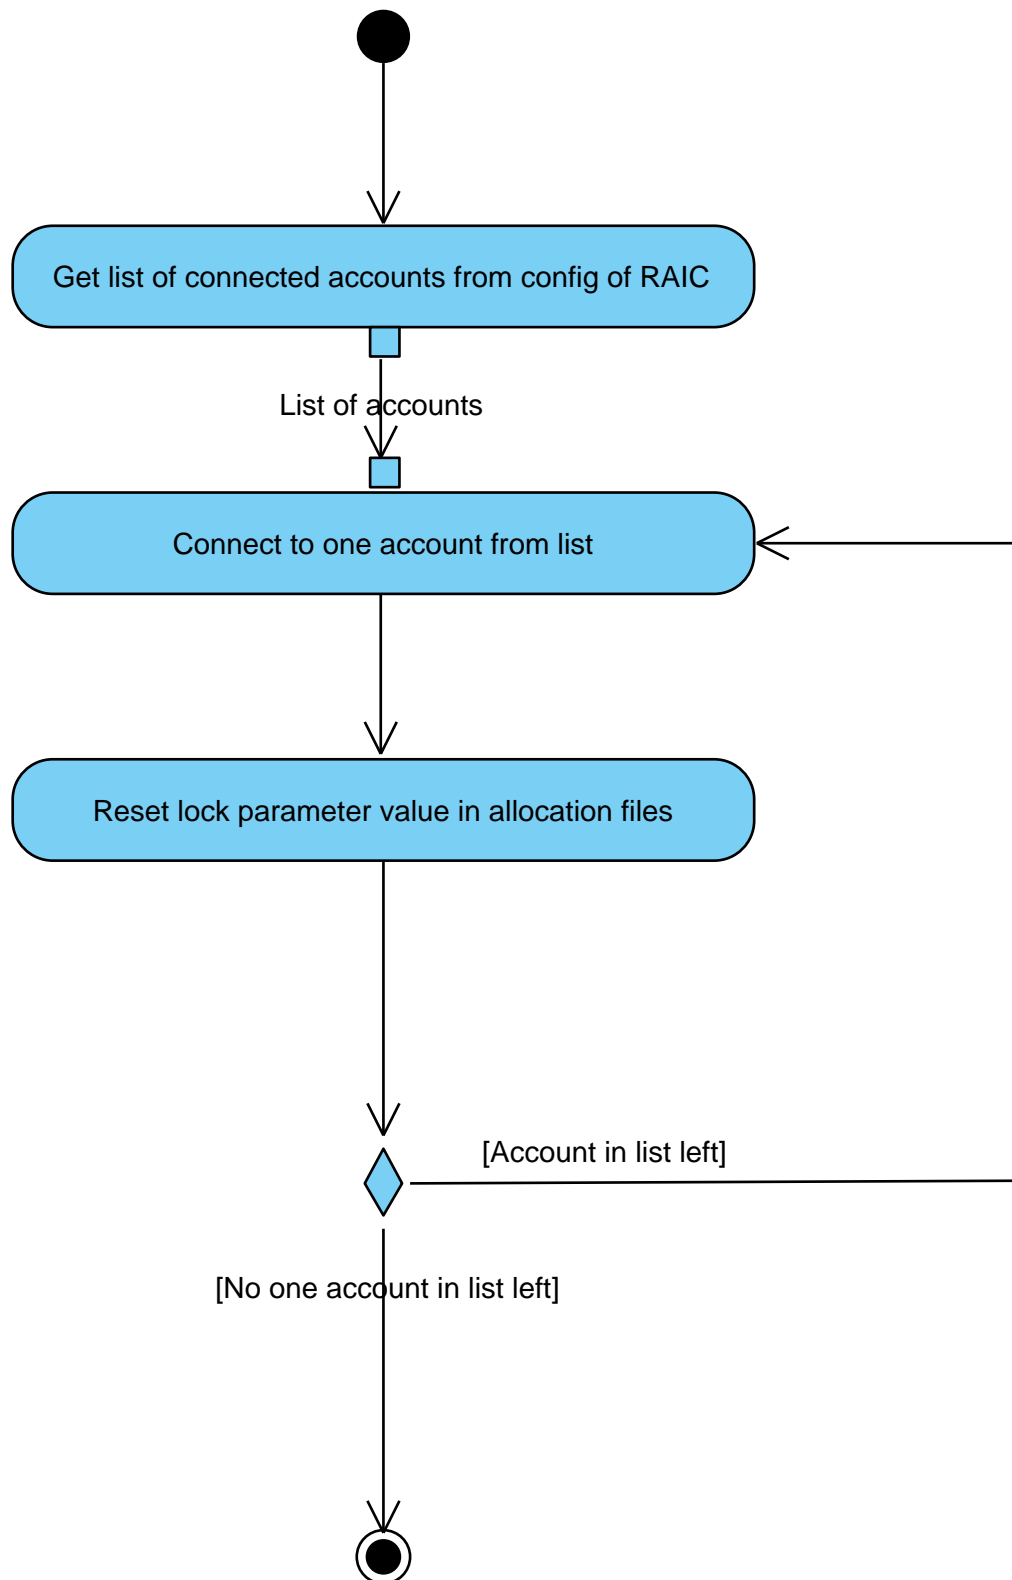 Get list of connected accounts from config of RAIC
List of accounts
Connect to one account from list
Reset lock parameter value in allocation files
[Account in list left]
[No one account in list left]